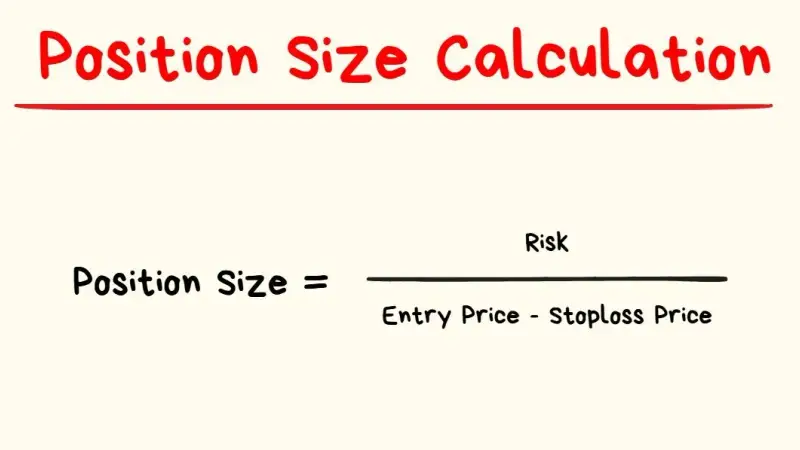 Position Size Calculation
Risk
Position Size =
Entry Price - Stoploss Price